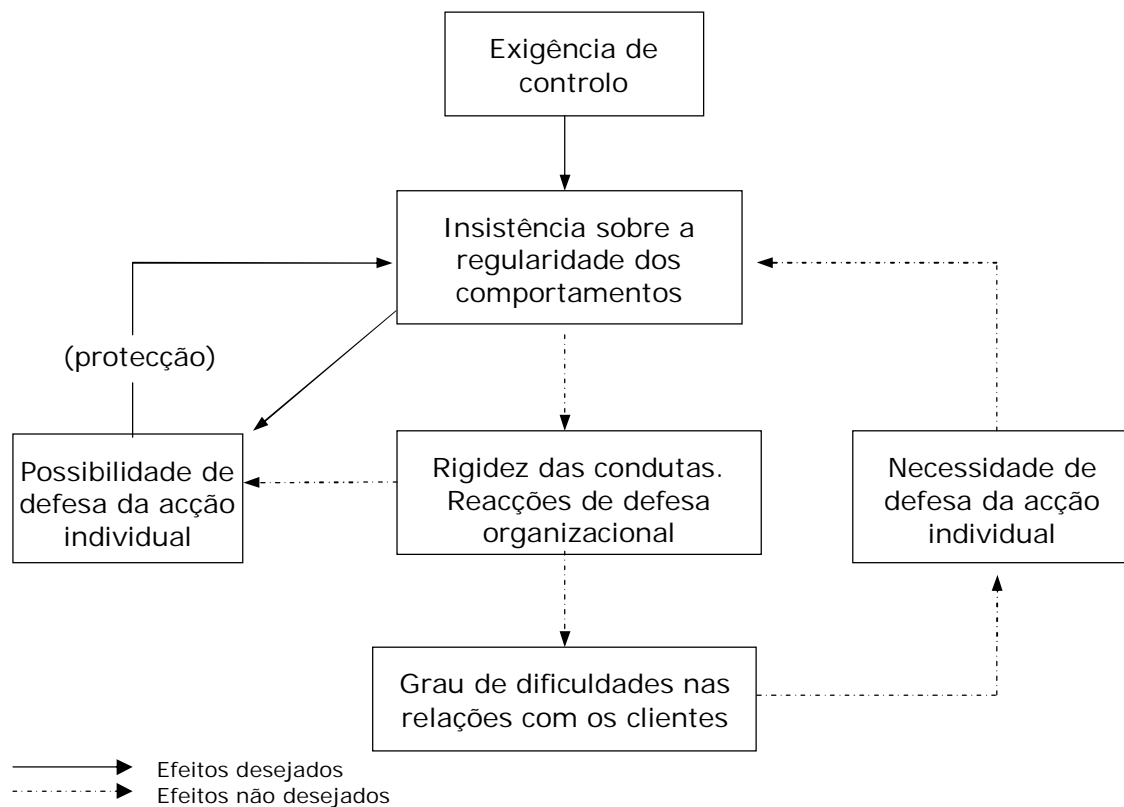 Exigência de
controlo
Insistência sobre a
regularidade dos
comportamentos
(protecção)
Possibilidade de
defesa da acção
individual
Rigidez das condutas.
Reacções de defesa
organizacional
Necessidade de
defesa da acção
individual
Grau de dificuldades nas
relações com os clientes
Efeitos desejados
Efeitos não desejados